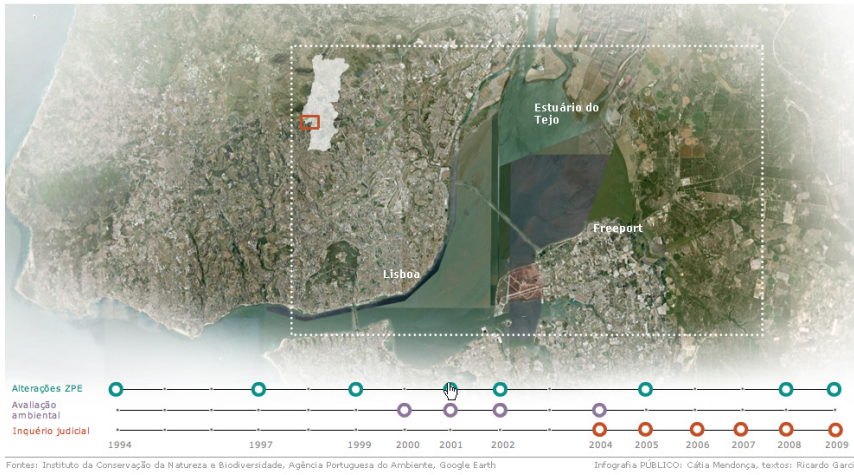 Estuário do
Tejo
Freeport
Lisboa
Alterações ZPE
Avaliação
ambiental
Inquério judicial
1994 1997 1999 2000 2001 2002 2004 2005 2006 2007 2008 2009
Fontes: Instituto da Conservação da Natureza e Biodiversidade, Agência Portuguesa do Ambiente, Google Earth
Infografia PÚBLICO: Cátia Mendonça, textos: Ricardo Garci